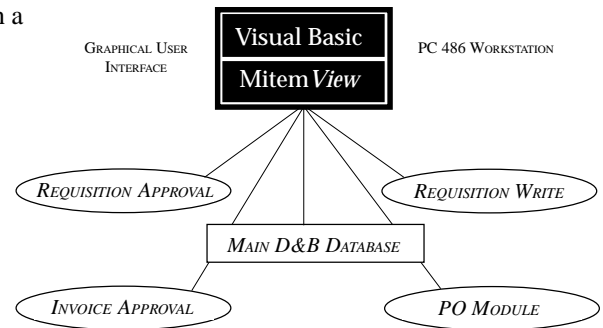 n a
Visual Basic
GRAPHICAL USER
INTERFACE
PC 486 WORKSTATION
MitemView
REQUISITION APPROVAL
REQUISITION WRITE
MAIN D&B DATABASE
INVOICE APPROVAL
PO MODULE